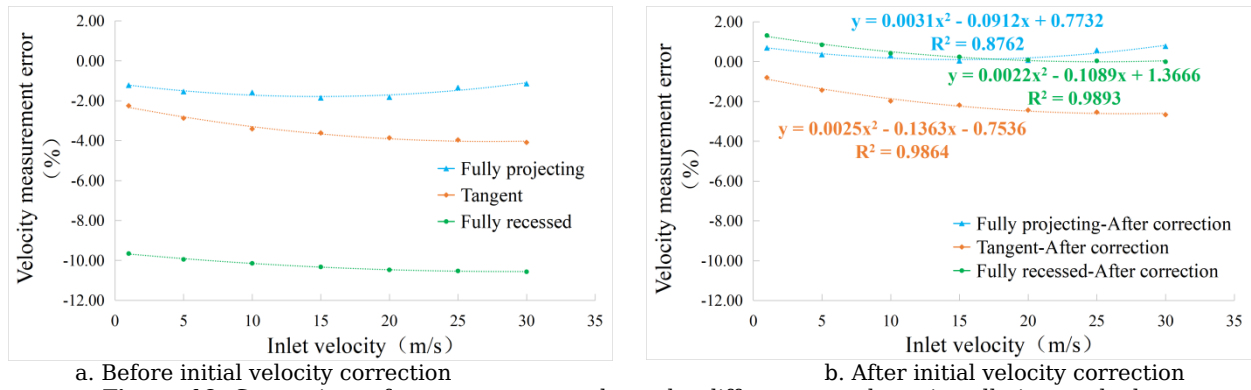 2.00
0.00
-2.00
-4.00
-6.00
-8.00
-10.00
-12.00
0 5 10 15 20 25 30 35
Velocity measurement error
（%）
Inlet velocity（m/s）
Fully projecting
Tangent
Fully recessed
a. Before initial velocity correction
2.00
0.00
-2.00
-4.00
-6.00
-8.00
-10.00
-12.00
0 5 10 15 20 25 30 35
Velocity measurement error
（%）
Inlet velocity（m/s）
y = 0.0031x² - 0.0912x + 0.7732
R² = 0.8762
y = 0.0022x² - 0.1089x + 1.3666
R² = 0.9893
y = 0.0025x² - 0.1363x - 0.7536
R² = 0.9864
Fully projecting-After correction
Tangent-After correction
Fully recessed-After correction
b. After initial velocity correction